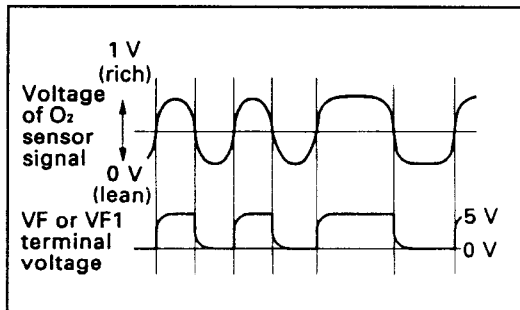 1 V
(rich)
Voltage
of O₂
sensor
signal
0 V
(lean)
VF or VF1
terminal
voltage
5 V
0 V